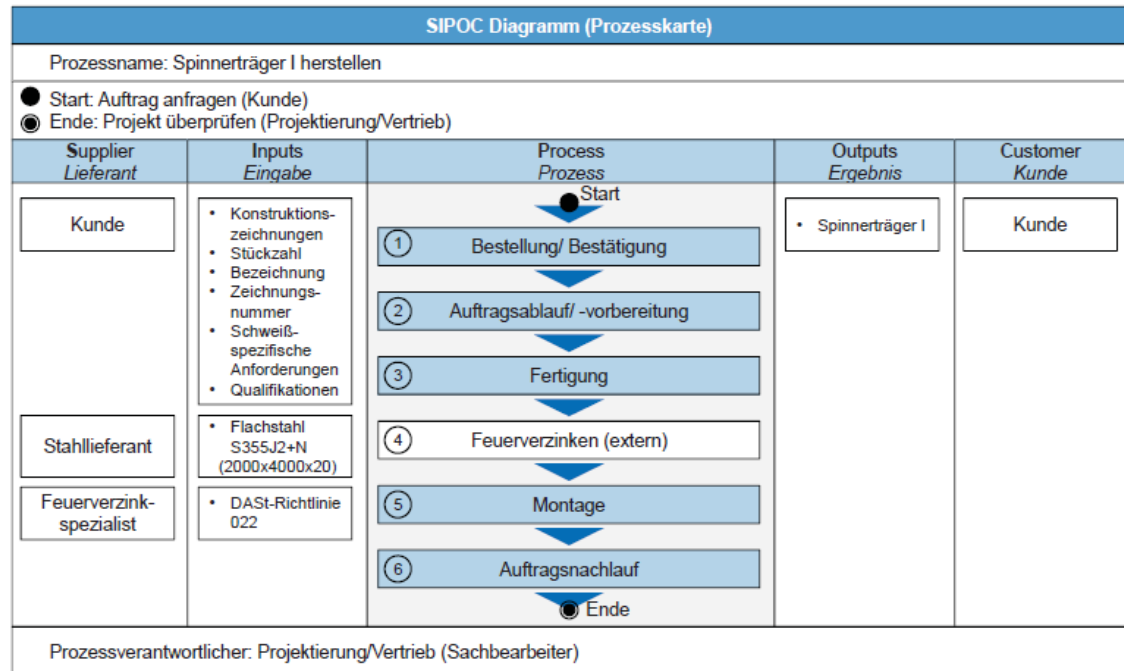 SIPOC Diagramm (Prozesskarte)
Prozessname: Spinnerträger I herstellen
Start: Auftrag anfragen (Kunde)
Ende: Projekt überprüfen (Projektierung/Vertrieb)
Supplier
Lieferant
Inputs
Eingabe
Process
Prozess
Outputs
Ergebnis
Customer
Kunde
Kunde
• Konstruktions-
zeichnungen
• Stückzahl
• Bezeichnung
• Zeichnungs-
nummer
• Schweiß-
spezifische
Anforderungen
• Qualifikationen
Stahllieferant
• Flachstahl
S355J2+N
(2000x4000x20)
Feuerverzink-
spezialist
• DASt-Richtlinie
022
Start
1 Bestellung/ Bestätigung
2 Auftragsablauf/ -vorbereitung
3 Fertigung
4 Feuerverzinken (extern)
5 Montage
6 Auftragsnachlauf
Ende
• Spinnerträger I
Kunde
Prozessverantwortlicher: Projektierung/Vertrieb (Sachbearbeiter)